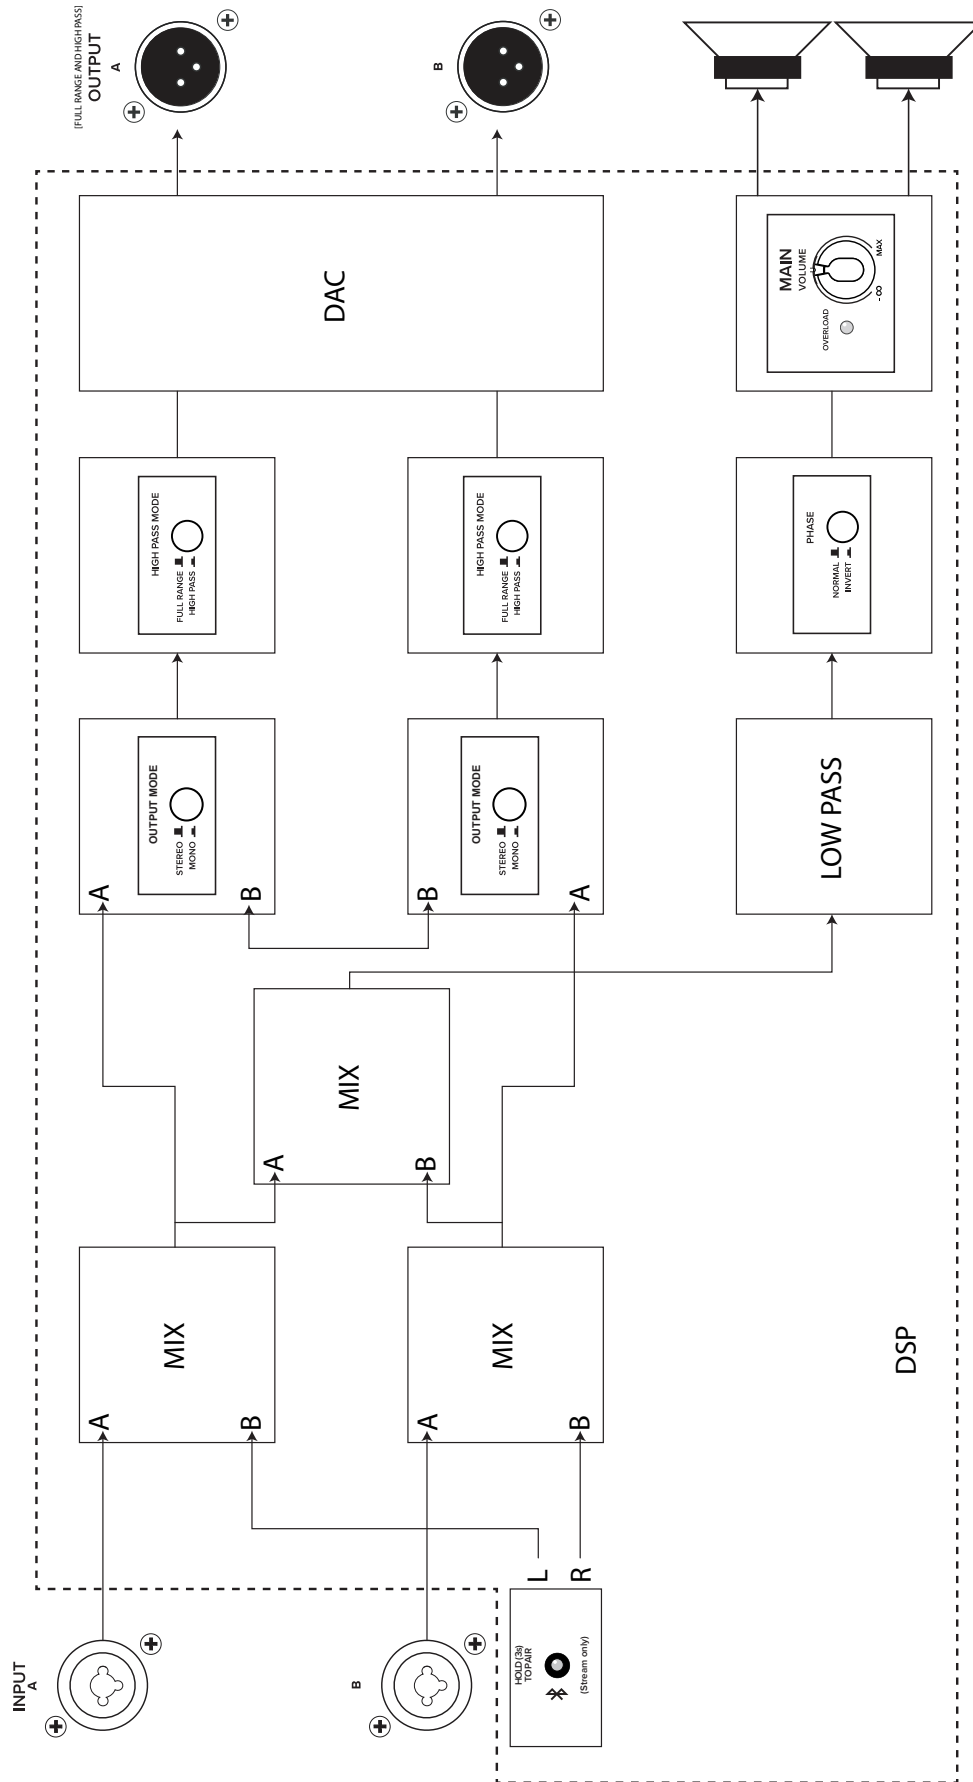 INPUT
A
B
HOLD (3s)
TO PAIR
(Stream only)
L
R
A
B
MIX
A
B
MIX
A
B
MIX
A
B
OUTPUT MODE
STEREO
MONO
B
A
OUTPUT MODE
STEREO
MONO
LOW PASS
HIGH PASS MODE
FULL RANGE
HIGH PASS
HIGH PASS MODE
FULL RANGE
HIGH PASS
PHASE
NORMAL
INVERT
DAC
MAIN
VOLUME
U
OVERLOAD
- ∞
MAX
[FULL RANGE AND HIGH PASS]
OUTPUT
A
B
DSP